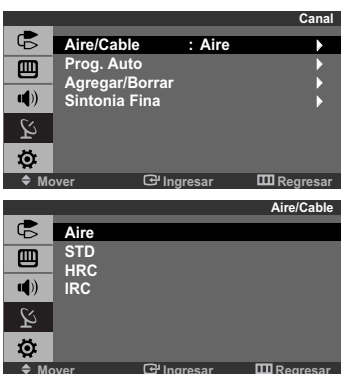 Canal
Aire/Cable : Aire
Prog. Auto
Agregar/Borrar
Sintonia Fina
Mover Ingresar Regresar
Aire/Cable
Aire
STD
HRC
IRC
Mover Ingresar Regresar